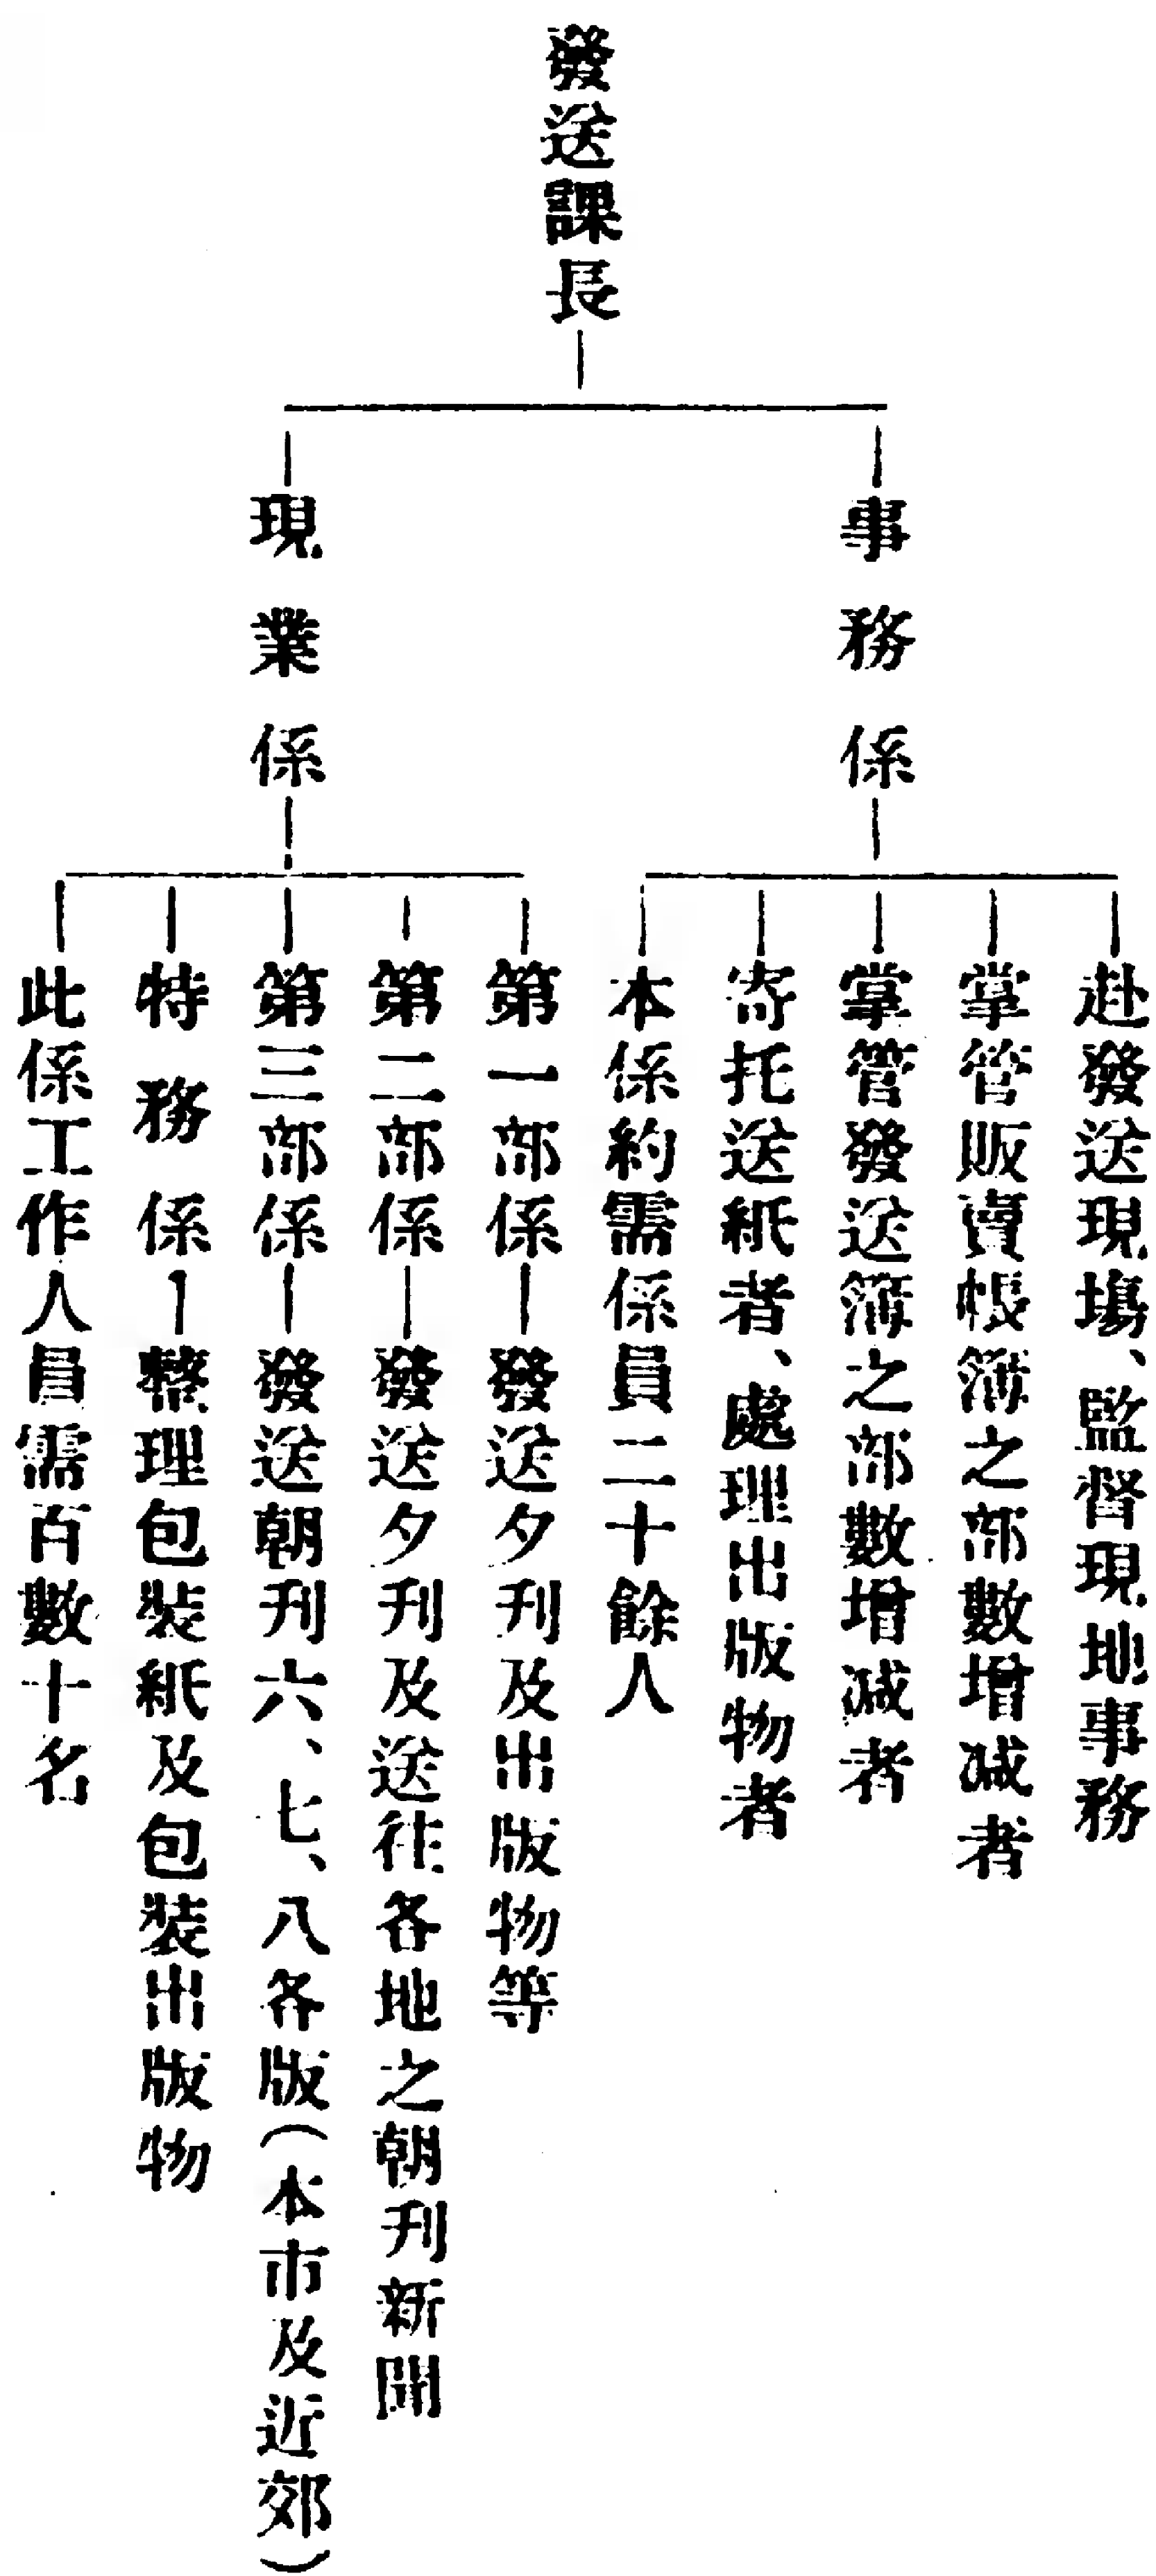 發送課長
事務係
赴發送現場、監督現地事務
掌管販賣帳簿之部數增減者
掌管發送簿之部數增減者
寄托送紙者、處理出版物者
本係約需係員二十餘人
現業係
第一部係—發送夕刊及出版物等
第二部係—發送夕刊及送往各地之朝刊新聞
第三部係—發送朝刊六、七、八各版(本市及近郊)
特務係—整理包裝紙及包裝出版物
此係工作人員需百數十名